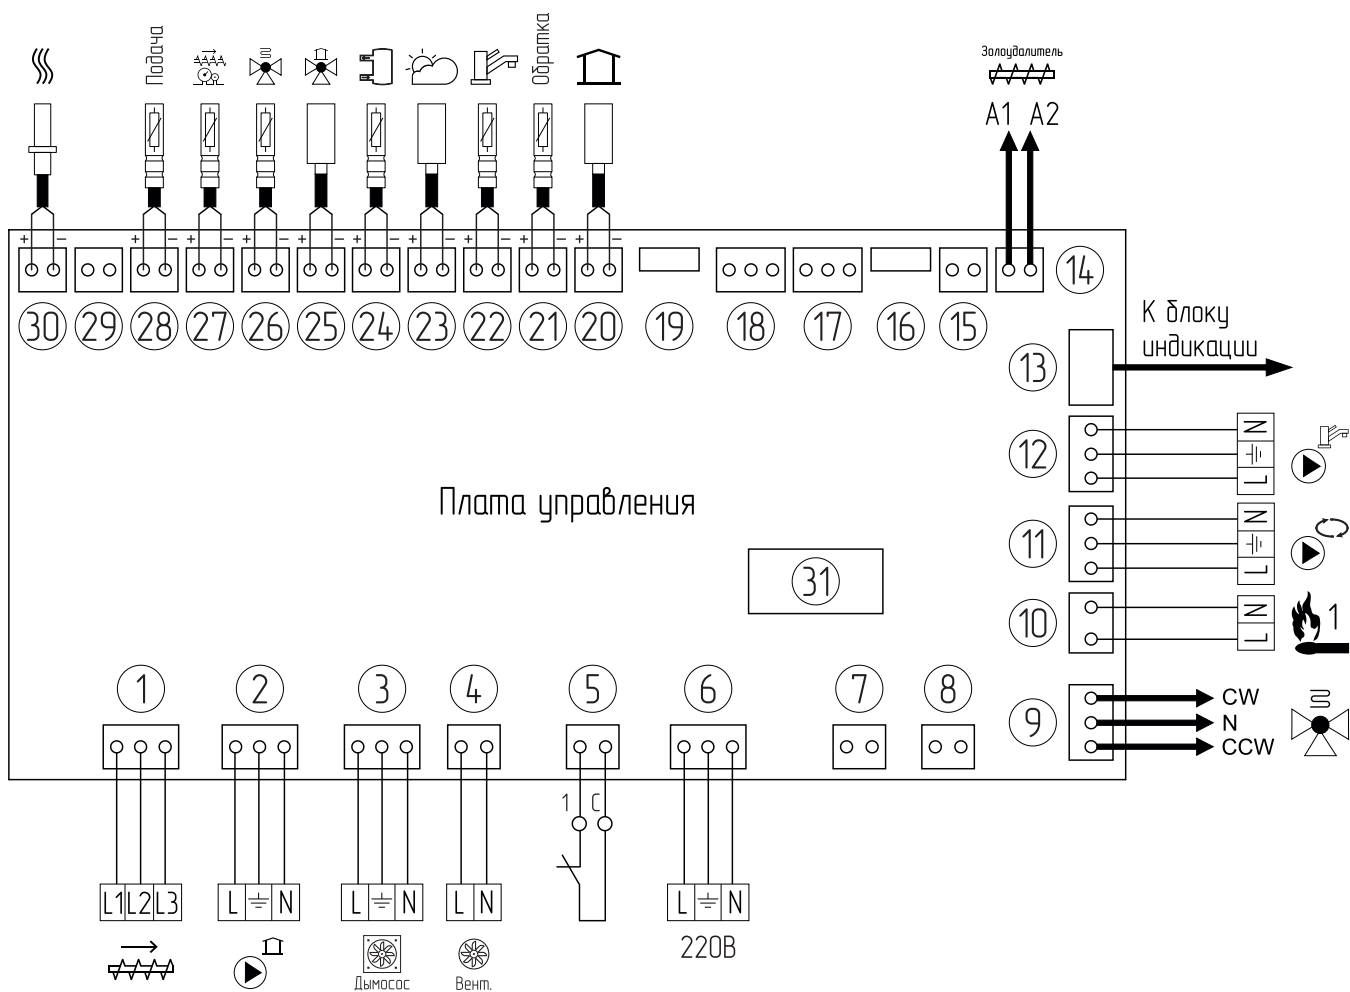 Подача
Обратка
Золоудалитель
А1 А2
+ − + − + − + − + − + − + − + − + − + −
14
30 29 28 27 26 25 24 23 22 21 20 19 18 17 16 15
К блоку
индикации
13
N
12
L
Плата управления
N
11
L
31
N
1
10
L
1 2 3 4 5 6 7 8
CW
9
N
CCW
1 С
L1 L2 L3 L N L N L N L N
220В
Дымосос
Вент.